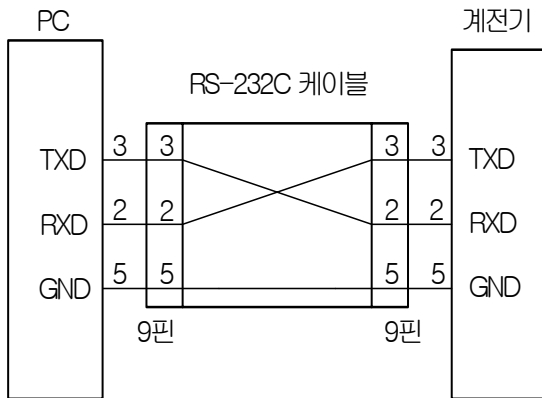 PC
계전기
RS-232C 케이블
TXD 3 3 3 3 TXD
RXD 2 2 2 2 RXD
GND 5 5 5 5 GND
9핀 9핀